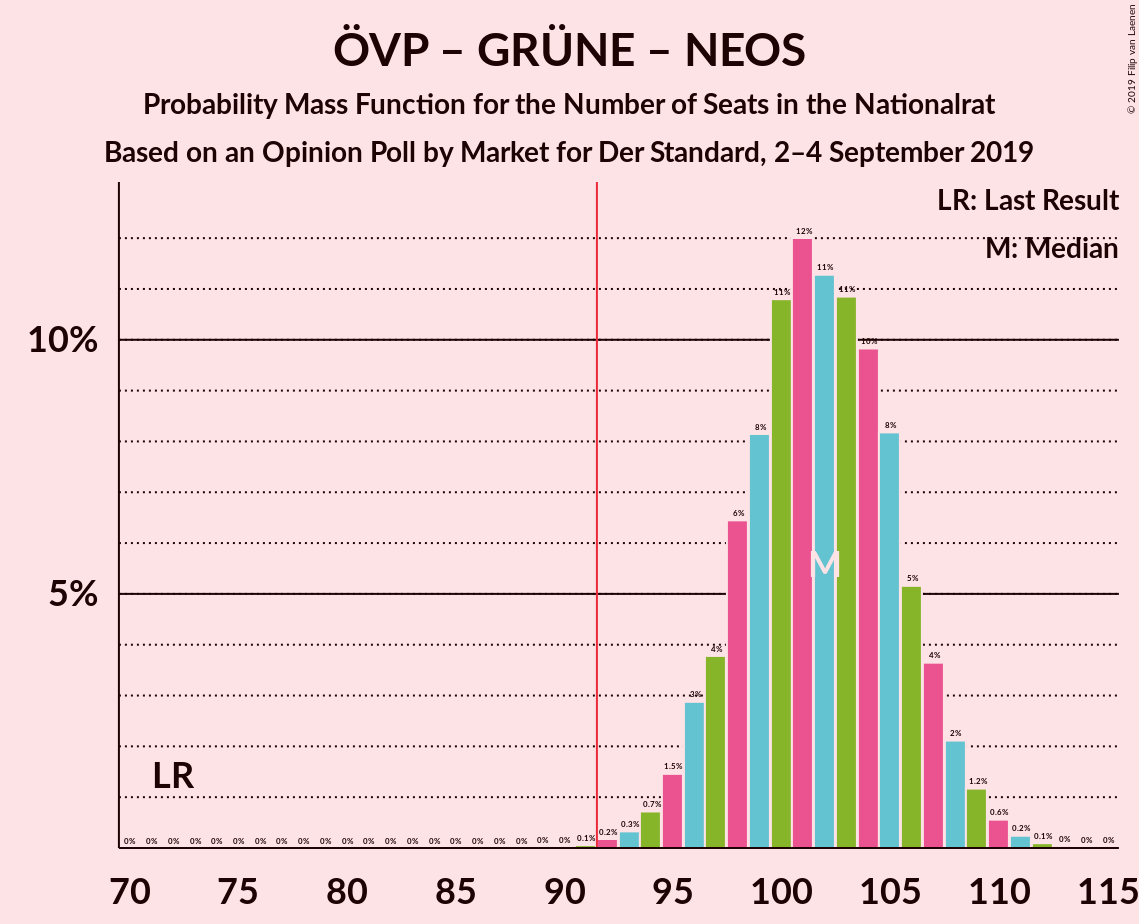 ÖVP – GRÜNE – NEOS
Probability Mass Function for the Number of Seats in the Nationalrat
Based on an Opinion Poll by Market for Der Standard, 2–4 September 2019
© 2019 Filip van Laenen
LR: Last Result
M: Median
10%
5%
LR
M
0% 0% 0% 0% 0% 0% 0% 0% 0% 0% 0% 0% 0% 0% 0% 0% 0% 0% 0% 0% 0% 0.1% 0.2% 0.3% 0.7% 1.5% 3% 4% 6% 8% 11% 12% 11% 11% 10% 8% 5% 4% 2% 1.2% 0.6% 0.2% 0.1% 0% 0% 0%
70 75 80 85 90 95 100 105 110 115